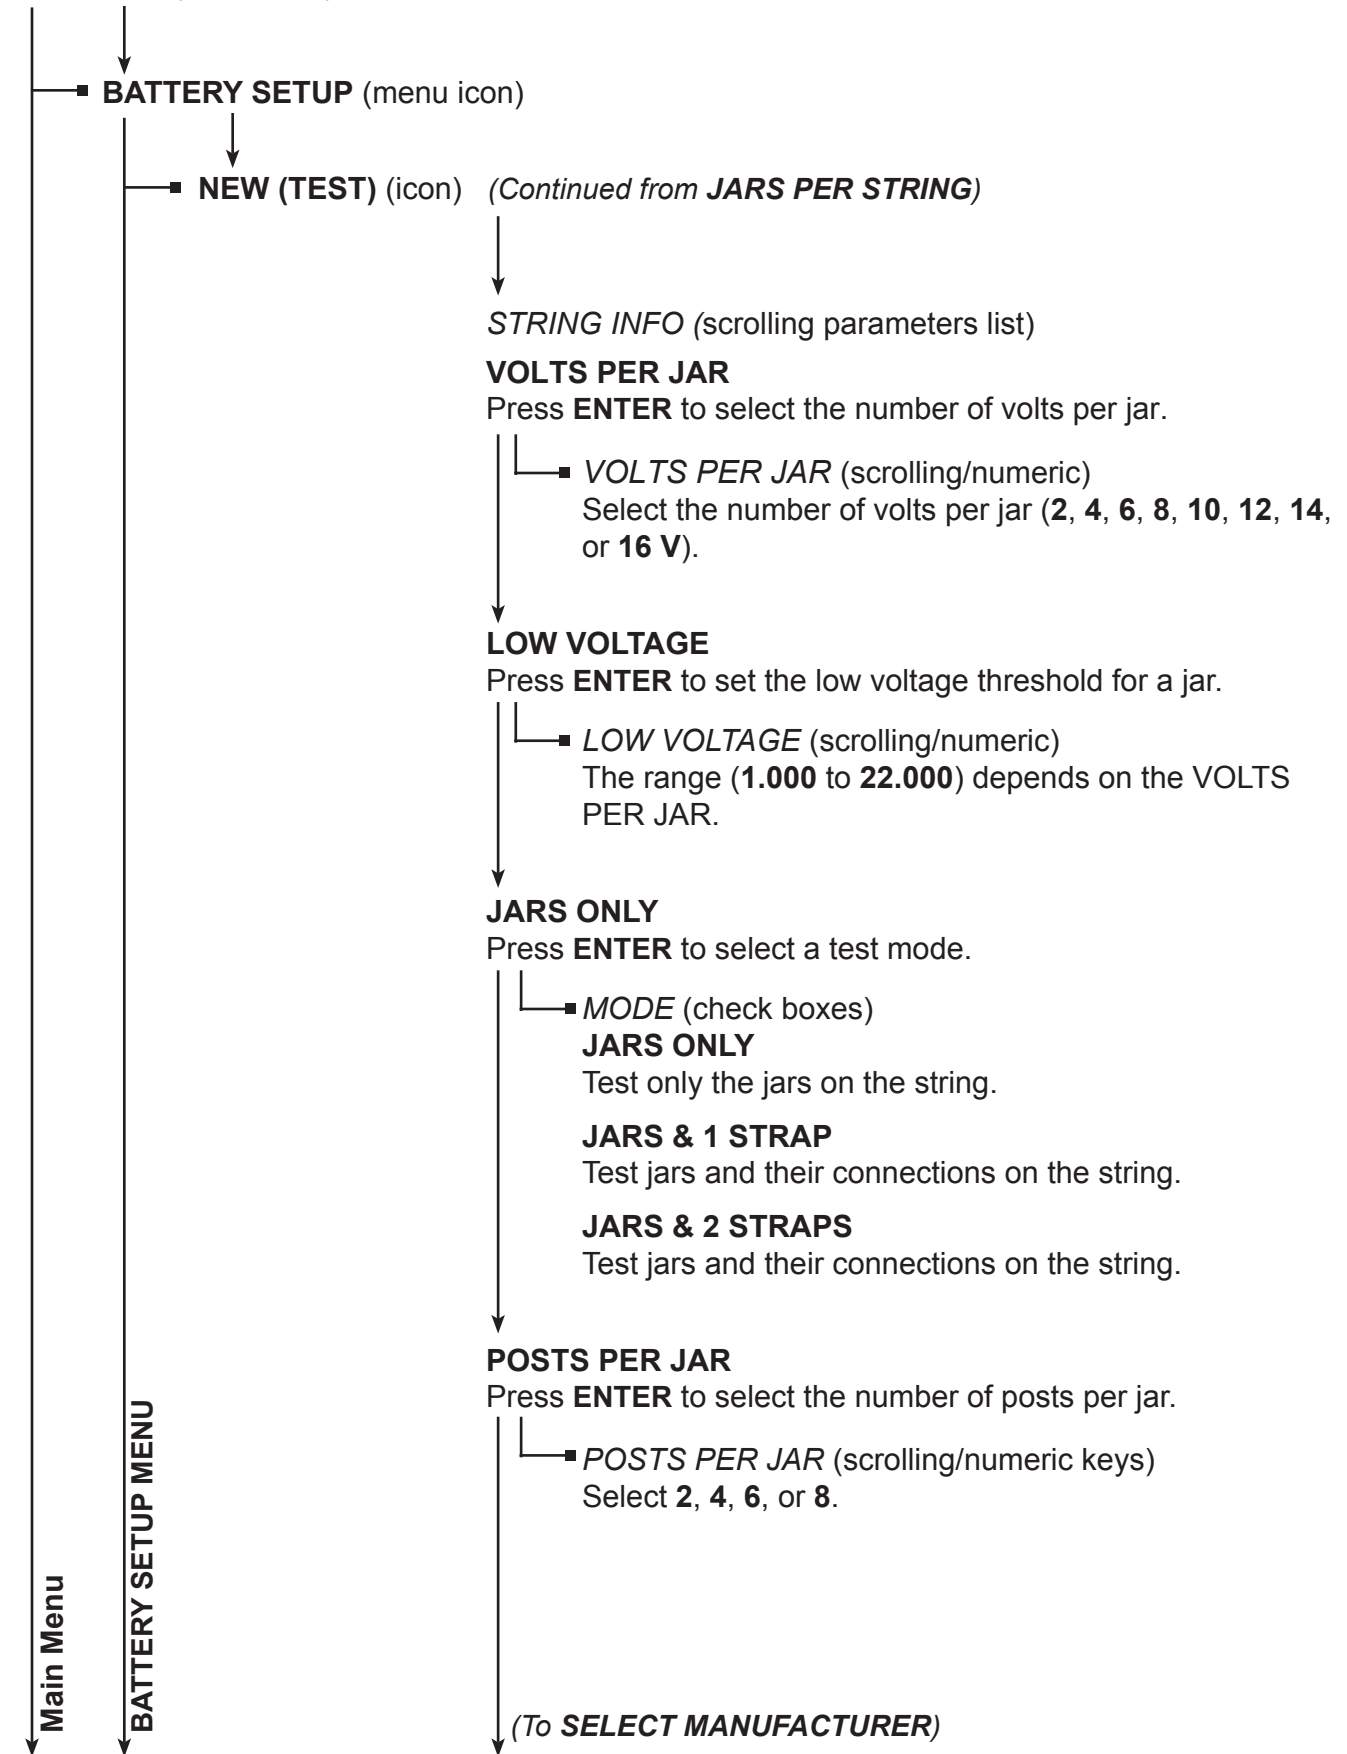 BATTERY SETUP (menu icon)
NEW (TEST) (icon) (Continued from JARS PER STRING)
STRING INFO (scrolling parameters list)
VOLTS PER JAR
Press ENTER to select the number of volts per jar.
VOLTS PER JAR (scrolling/numeric)
Select the number of volts per jar (2, 4, 6, 8, 10, 12, 14,
or 16 V).
LOW VOLTAGE
Press ENTER to set the low voltage threshold for a jar.
LOW VOLTAGE (scrolling/numeric)
The range (1.000 to 22.000) depends on the VOLTS
PER JAR.
JARS ONLY
Press ENTER to select a test mode.
MODE (check boxes)
JARS ONLY
Test only the jars on the string.
JARS & 1 STRAP
Test jars and their connections on the string.
JARS & 2 STRAPS
Test jars and their connections on the string.
POSTS PER JAR
Press ENTER to select the number of posts per jar.
POSTS PER JAR (scrolling/numeric keys)
Select 2, 4, 6, or 8.
(To SELECT MANUFACTURER)
Main Menu
BATTERY SETUP MENU